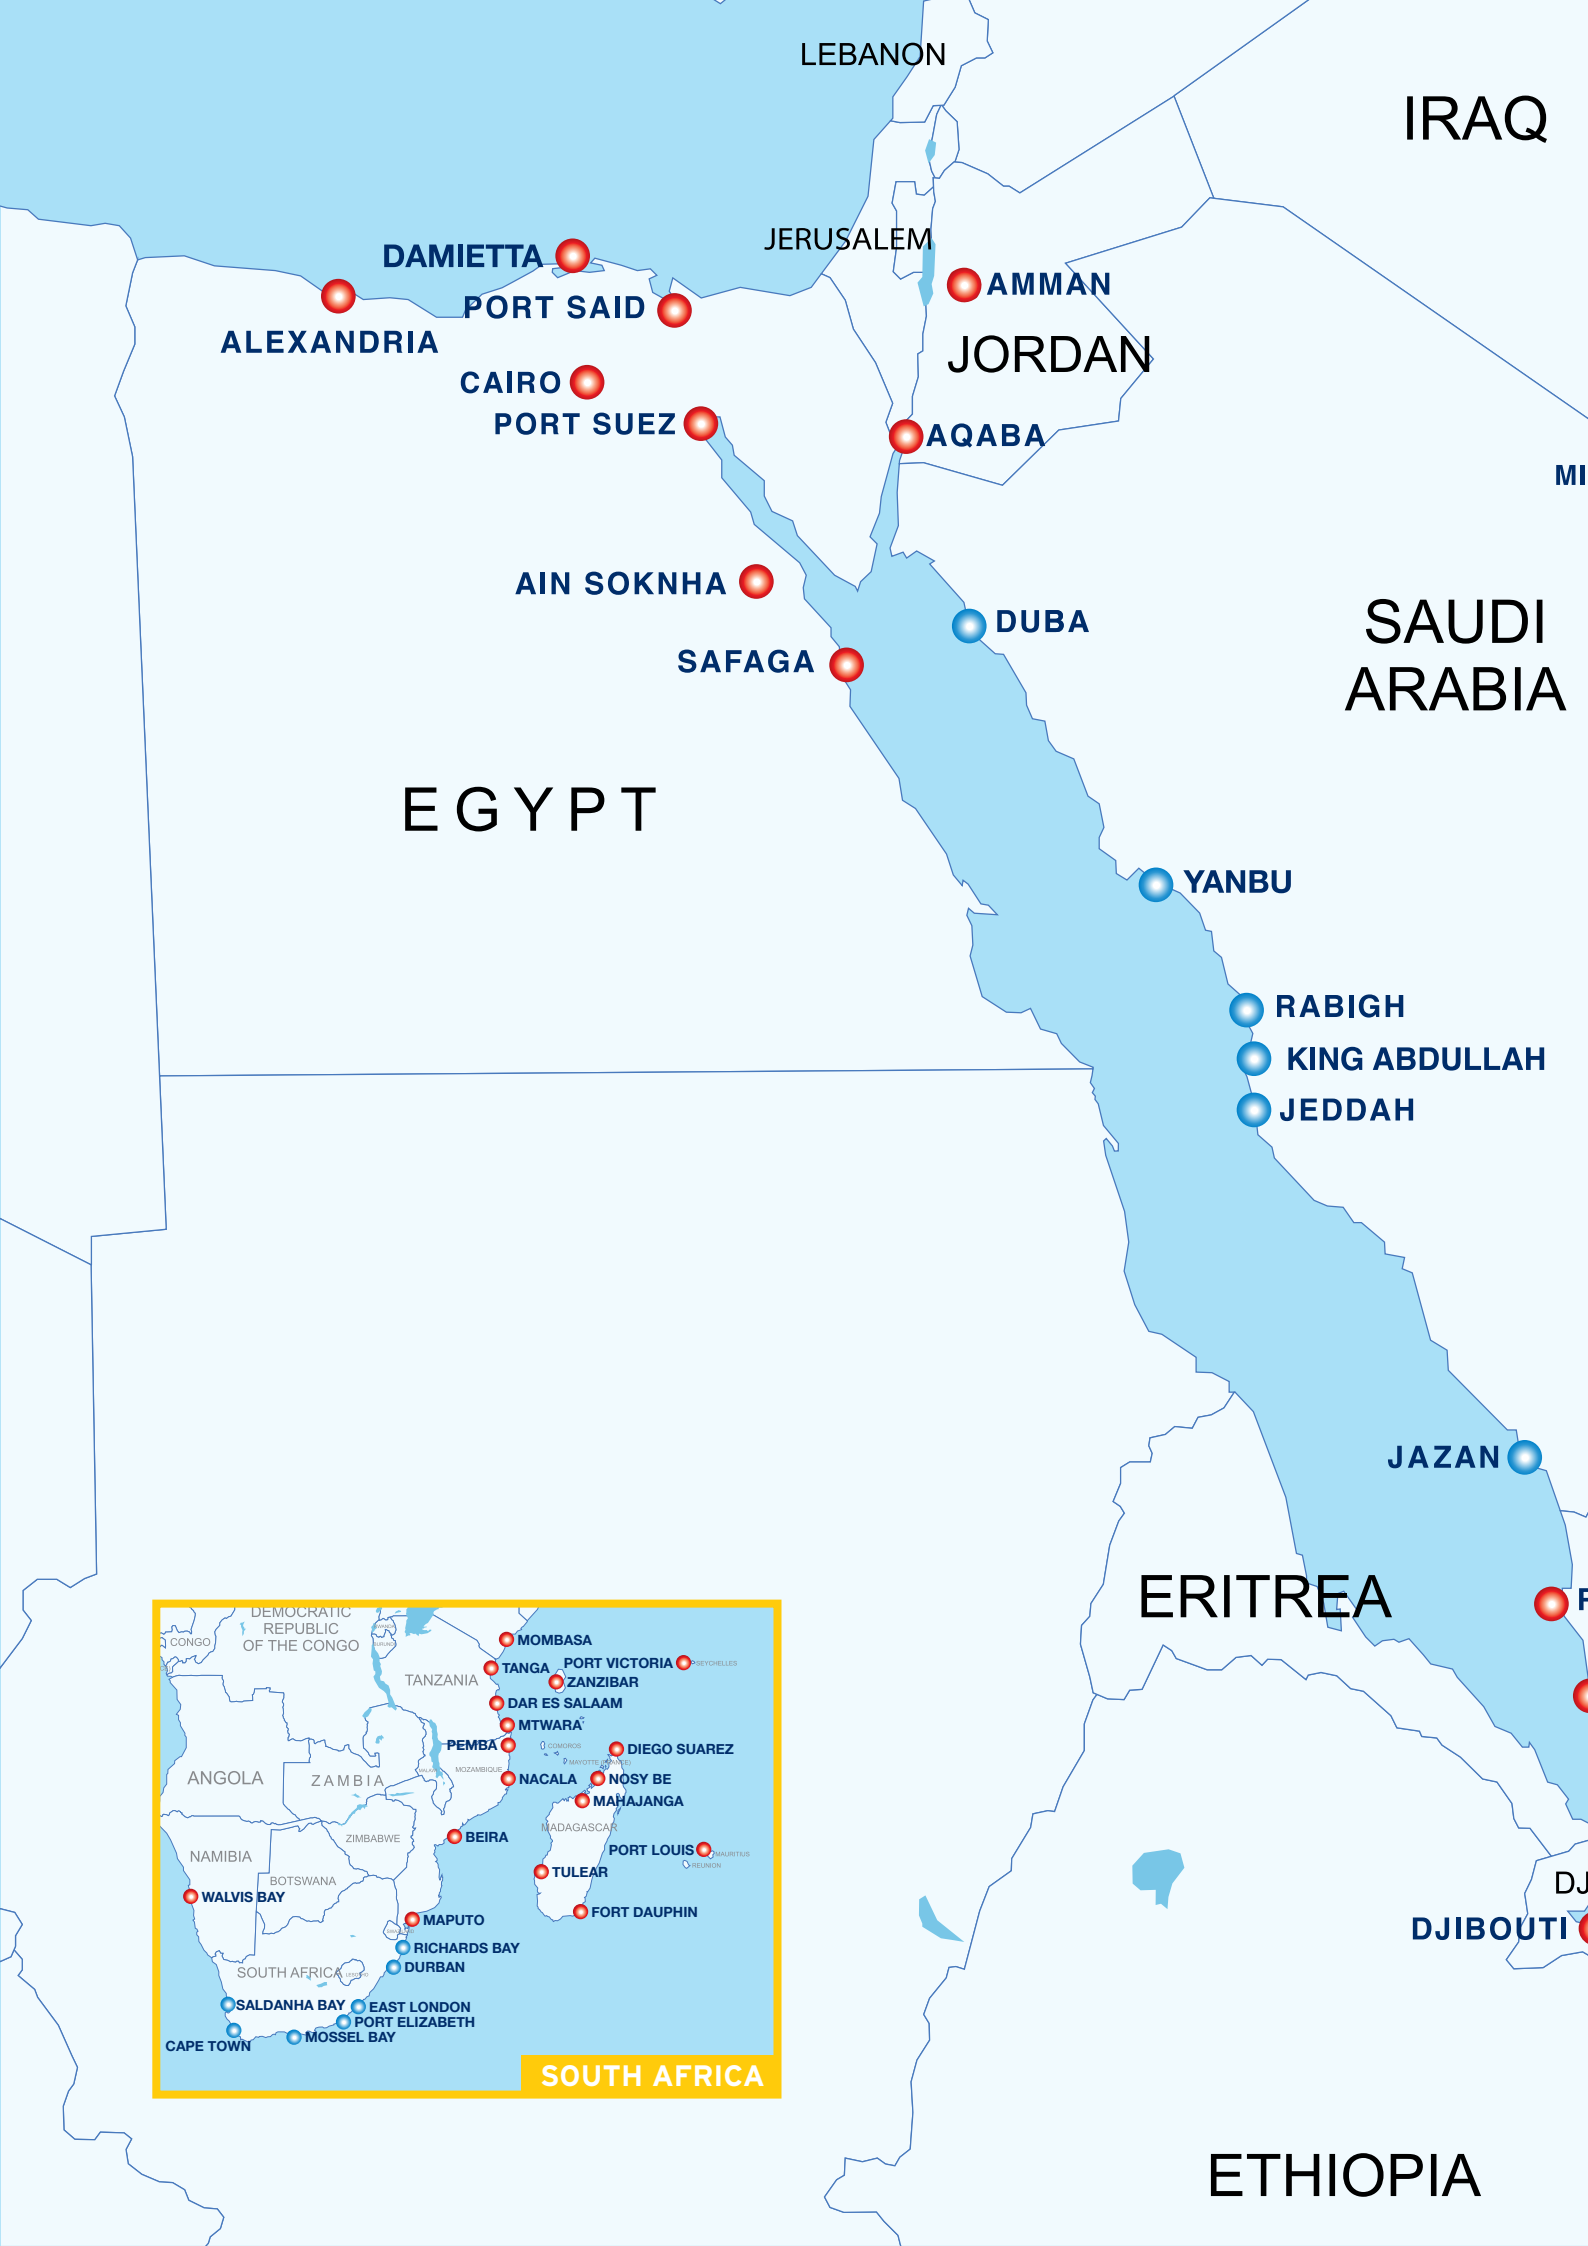 LEBANON
IRAQ
JERUSALEM
DAMIETTA
AMMAN
PORT SAID
ALEXANDRIA
JORDAN
CAIRO
PORT SUEZ
AQABA
MI
AIN SOKNHA
DUBA
SAUDI
ARABIA
SAFAGA
EGYPT
YANBU
RABIGH
KING ABDULLAH
JEDDAH
JAZAN
ERITREA
DJ
DJIBOUTI
ETHIOPIA
DEMOCRATIC
REPUBLIC
OF THE CONGO
CONGO
MOMBASA
TANGA
PORT VICTORIA
SEYCHELLES
TANZANIA
ZANZIBAR
DAR ES SALAAM
MTWARA
PEMBA
COMOROS
DIEGO SUAREZ
MAYOTTE (FRANCE)
MOZAMBIQUE
ANGOLA
ZAMBIA
NACALA
NOSY BE
MAHAJANGA
MADAGASCAR
ZIMBABWE
BEIRA
PORT LOUIS
MAURITIUS
NAMIBIA
REUNION
BOTSWANA
TULEAR
WALVIS BAY
FORT DAUPHIN
MAPUTO
RICHARDS BAY
DURBAN
SOUTH AFRICA
LESOTHO
SALDANHA BAY
EAST LONDON
PORT ELIZABETH
MOSSEL BAY
CAPE TOWN
SOUTH AFRICA